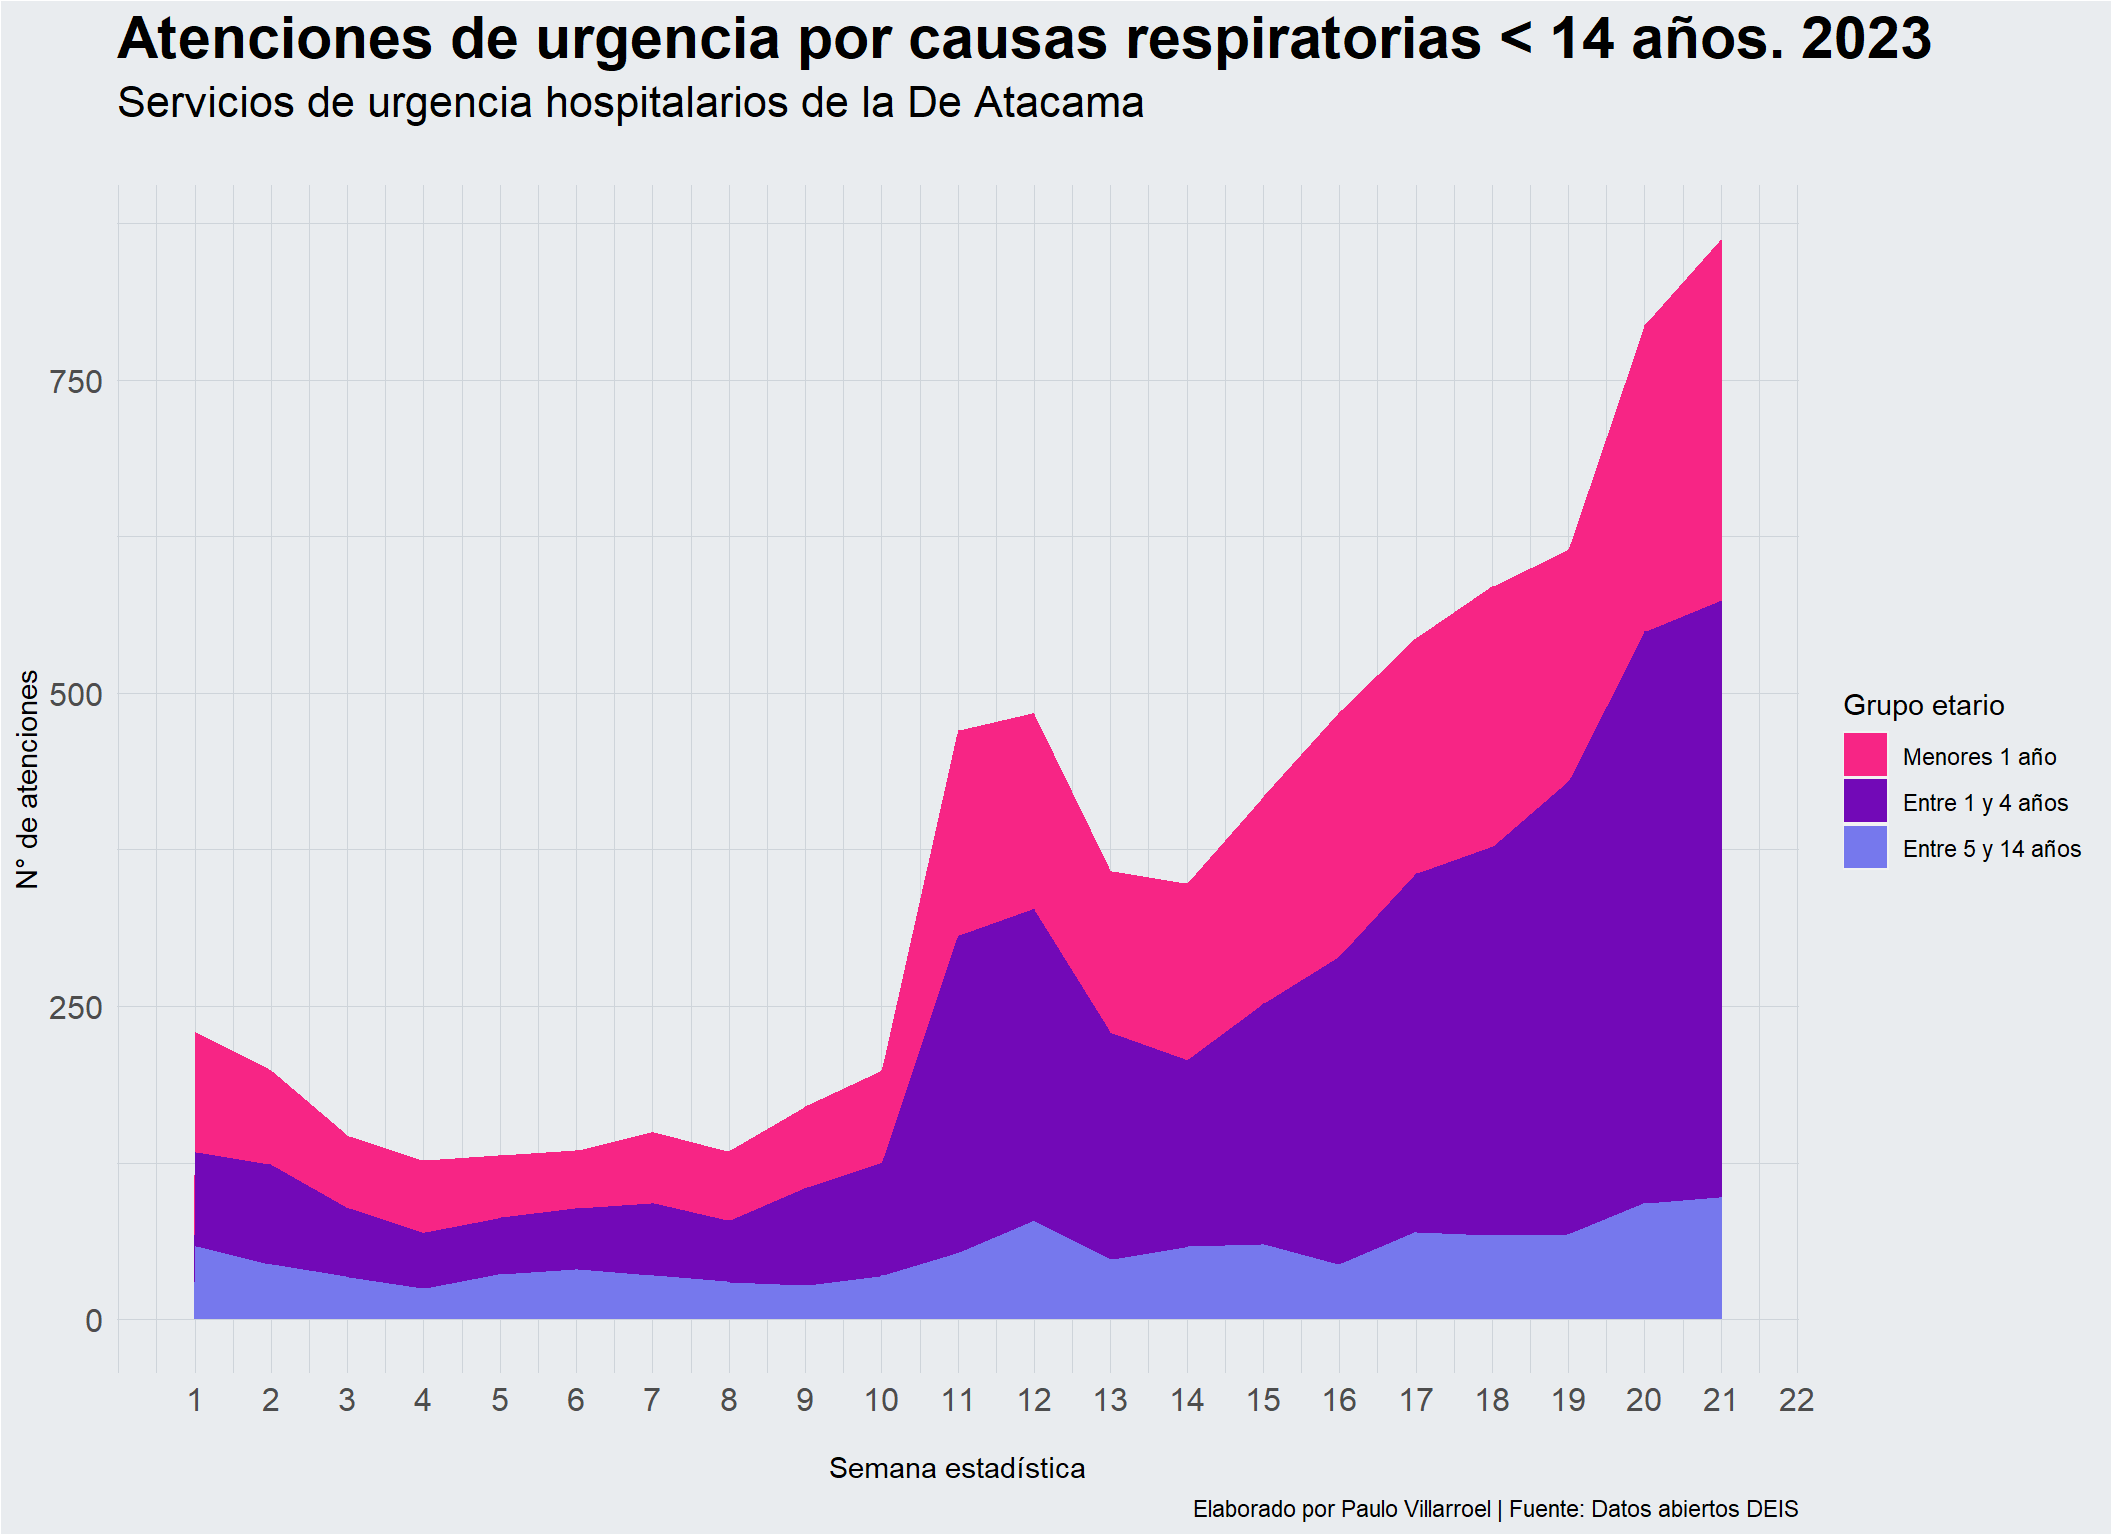 Atenciones de urgencia por causas respiratorias < 14 años. 2023
Servicios de urgencia hospitalarios de la De Atacama
N° de atenciones
750
500
250
0
1 2 3 4 5 6 7 8 9 10 11 12 13 14 15 16 17 18 19 20 21 22
Semana estadística
Grupo etario
Menores 1 año
Entre 1 y 4 años
Entre 5 y 14 años
Elaborado por Paulo Villarroel | Fuente: Datos abiertos DEIS